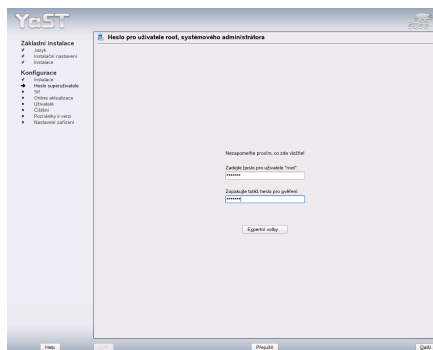 YaST
SUSE
Základní instalace
Jazyk
Instalační nastavení
Instalace
Konfigurace
Instalace
Heslo superuživatele
Síť
Online aktualizace
Uživatelé
Čištění
Poznámky k verzi
Nastavení zařízení
Heslo pro uživatele root, systémového administrátora
Nezapomeňte prosím, co zde vložíte!
Zadejte heslo pro uživatele "root":
*******
Zopakujte totéž heslo pro ověření:
*******
Expertní volby...
Help
Zpět
Přerušit
Další